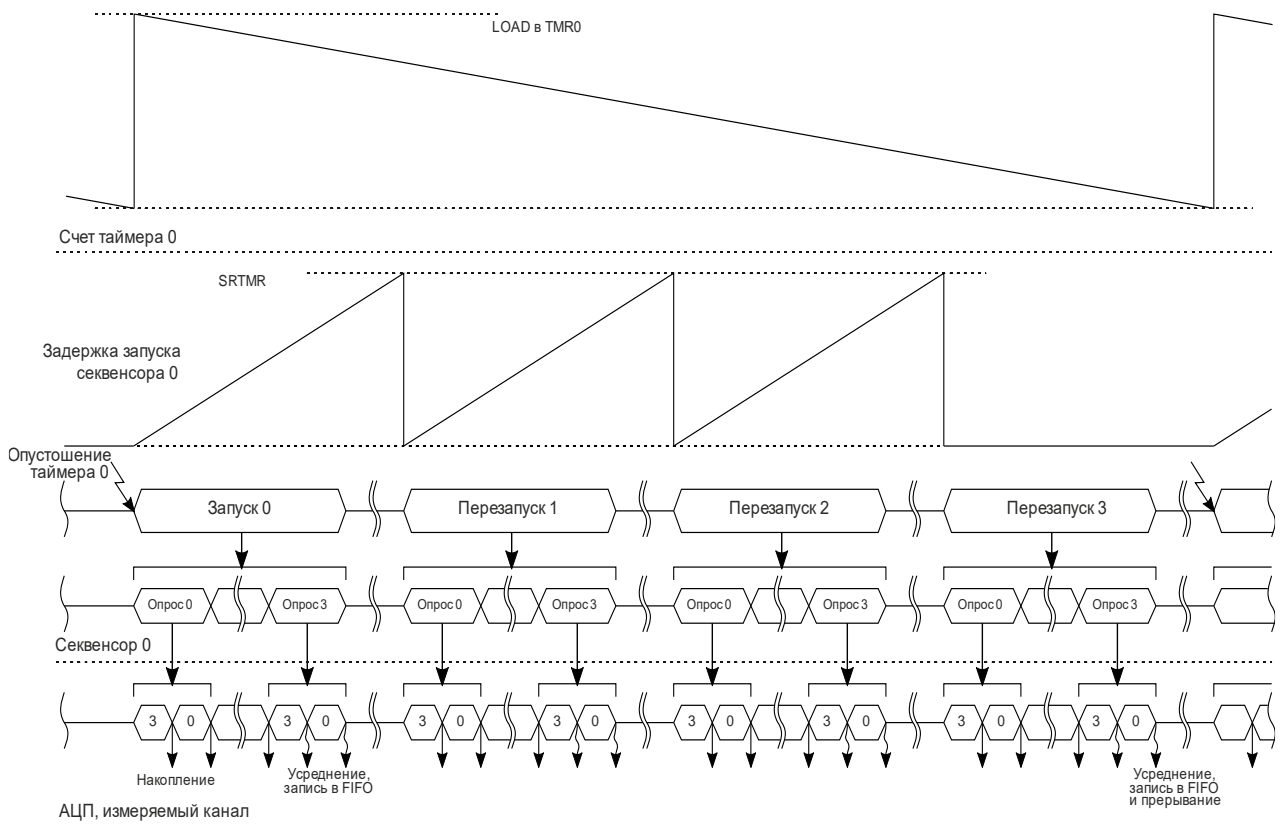 LOAD в TMR0
Счет таймера 0
SRTMR
Задержка запуска
секвенсора 0
Опустошение
таймера 0
Запуск 0
Перезапуск 1
Перезапуск 2
Перезапуск 3
Опрос 0
Опрос 3
Опрос 0
Опрос 3
Опрос 0
Опрос 3
Опрос 0
Опрос 3
Секвенсор 0
3 0 3 0 3 0 3 0 3 0 3 0 3 0 3 0
Накопление
Усреднение,
запись в FIFO
Усреднение,
запись в FIFO
и прерывание
АЦП, измеряемый канал